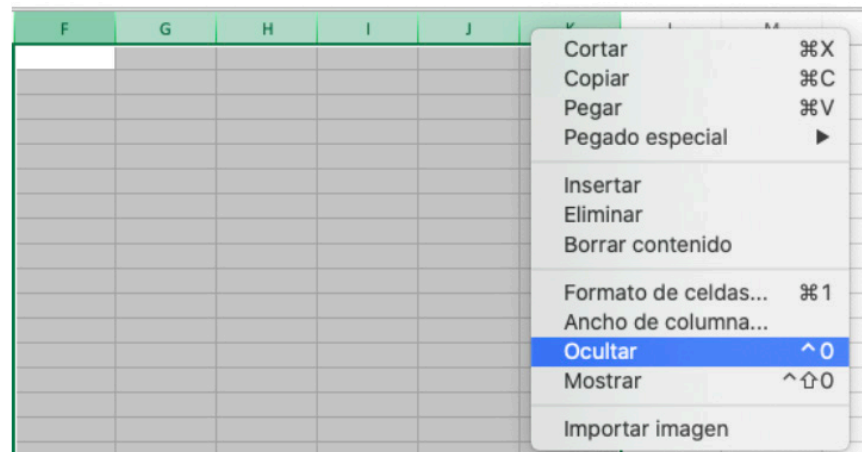 F G H I J K L M
Cortar ⌘X
Copiar ⌘C
Pegar ⌘V
Pegado especial ▶
Insertar
Eliminar
Borrar contenido
Formato de celdas... ⌘1
Ancho de columna...
Ocultar ^0
Mostrar ^⇧0
Importar imagen